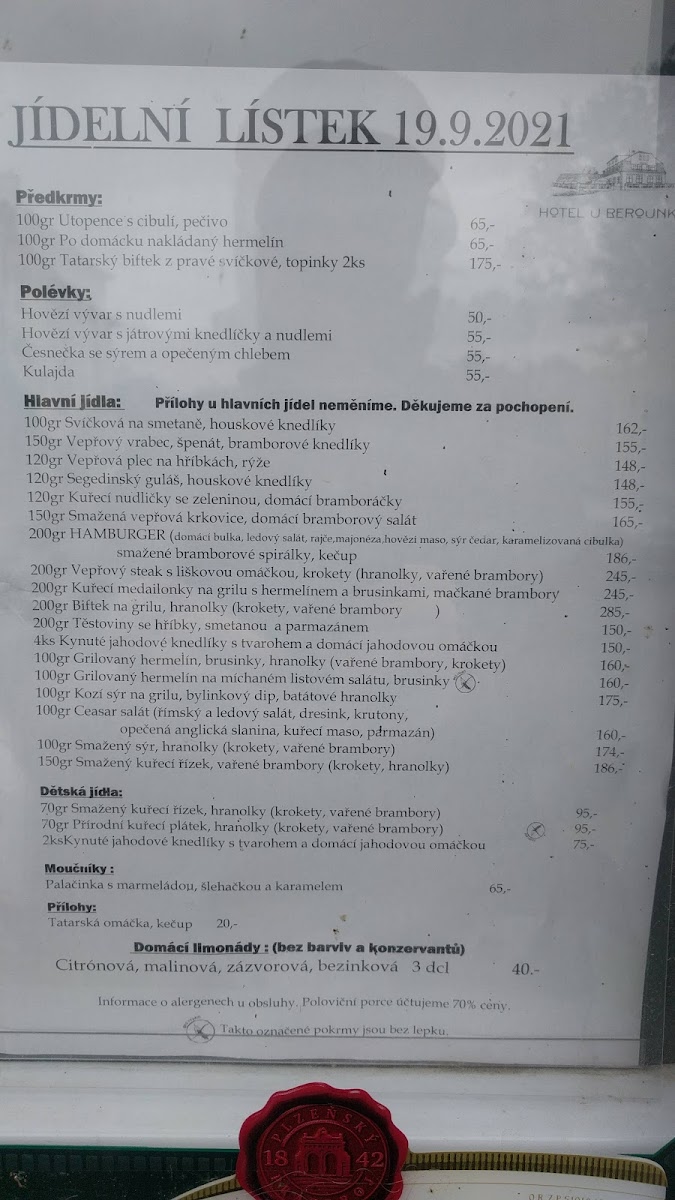 JÍDELNÍ LÍSTEK 19.9.2021
HOTEL U BEROUNK
Předkrmy:
100gr Utopence s cibulí, pečivo 65,-
100gr Po domácku nakládaný hermelín 65,-
100gr Tatarský biftek z pravé svíčkové, topinky 2ks 175,-
Polévky:
Hovězí vývar s nudlemi 50,-
Hovězí vývar s játrovými knedlíčky a nudlemi 55,-
Česnečka se sýrem a opečeným chlebem 55,-
Kulajda 55,-
Hlavní jídla: Přílohy u hlavních jídel neměníme. Děkujeme za pochopení.
100gr Svíčková na smetaně, houskové knedlíky 162,-
150gr Vepřový vrabec, špenát, bramborové knedlíky 155,-
120gr Vepřová plec na hříbkách, rýže 148,-
120gr Segedinský guláš, houskové knedlíky 148,-
120gr Kuřecí nudličky se zeleninou, domácí bramboráčky 155,-
150gr Smažená vepřová krkovice, domácí bramborový salát 165,-
200gr HAMBURGER (domácí bulka, ledový salát, rajče,majonéza,hovězí maso, sýr čedar, karamelizovaná cibulka)
smažené bramborové spirálky, kečup 186,-
200gr Vepřový steak s liškovou omáčkou, krokety (hranolky, vařené brambory) 245,-
200gr Kuřecí medailonky na grilu s hermelínem a brusinkami, mačkané brambory 245,-
200gr Biftek na grilu, hranolky (krokety, vařené brambory ) 285,-
200gr Těstoviny se hříbky, smetanou a parmazánem 150,-
4ks Kynuté jahodové knedlíky s tvarohem a domácí jahodovou omáčkou 150,-
100gr Grilovaný hermelín, brusinky, hranolky (vařené brambory, krokety) 160,-
100gr Grilovaný hermelín na míchaném listovém salátu, brusinky 160,-
100gr Kozí sýr na grilu, bylinkový dip, batátové hranolky 175,-
100gr Ceasar salát (římský a ledový salát, dresink, krutony,
opečená anglická slanina, kuřecí maso, parmazán) 160,-
100gr Smažený sýr, hranolky (krokety, vařené brambory) 174,-
150gr Smažený kuřecí řízek, vařené brambory (krokety, hranolky) 186,-
Dětská jídla:
70gr Smažený kuřecí řízek, hranolky (krokety, vařené brambory) 95,-
70gr Přírodní kuřecí plátek, hranolky (krokety, vařené brambory) 95,-
2ksKynuté jahodové knedlíky s tvarohem a domácí jahodovou omáčkou 75,-
Moučníky :
Palačinka s marmeládou, šlehačkou a karamelem 65,-
Přílohy:
Tatarská omáčka, kečup 20,-
Domácí limonády : (bez barviv a konzervantů)
Citrónová, malinová, zázvorová, bezinková 3 dcl 40.-
Informace o alergenech u obsluhy. Poloviční porce účtujeme 70% ceny.
Takto označené pokrmy jsou bez lepku.
PLZEŇSKÝ
18 42